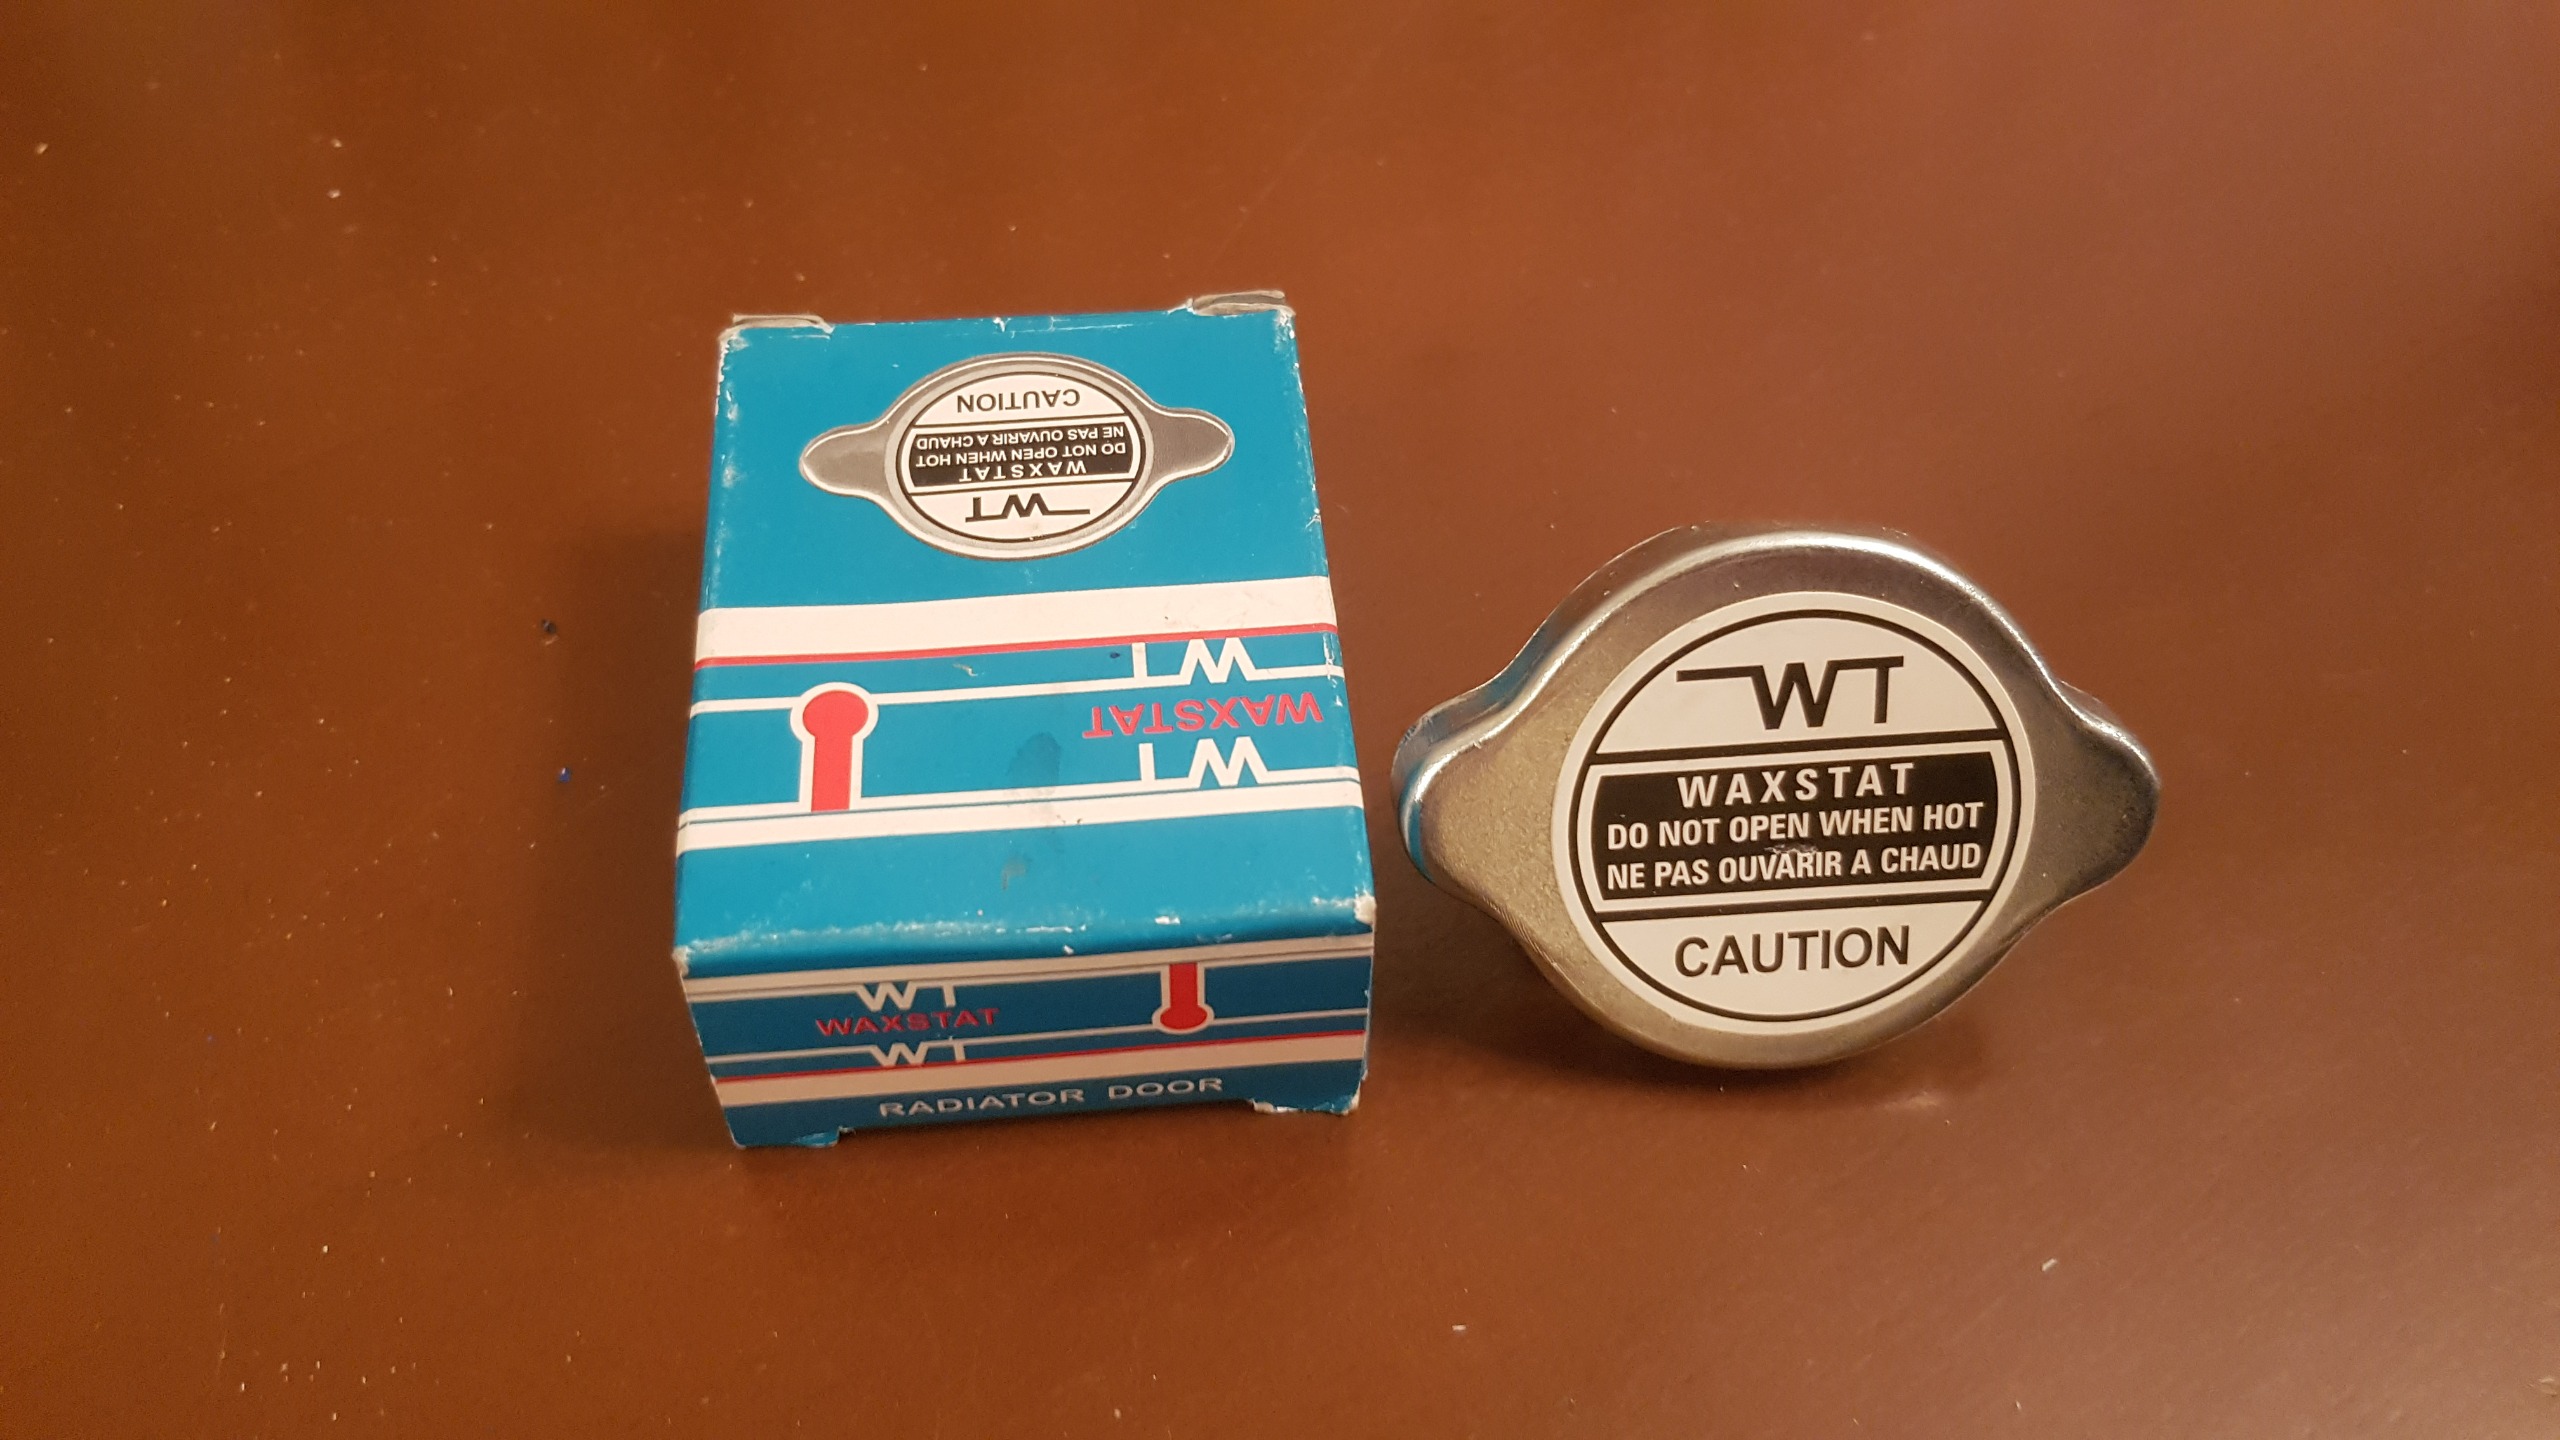 CAUTION
NE PAS OUVARIR A CHAUD
DO NOT OPEN WHEN HOT
WAXSTAT
WT
WT
WAXSTAT
WT
WT
WAXSTAT
WT
RADIATOR DOOR
WT
WAXSTAT
DO NOT OPEN WHEN HOT
NE PAS OUVARIR A CHAUD
CAUTION